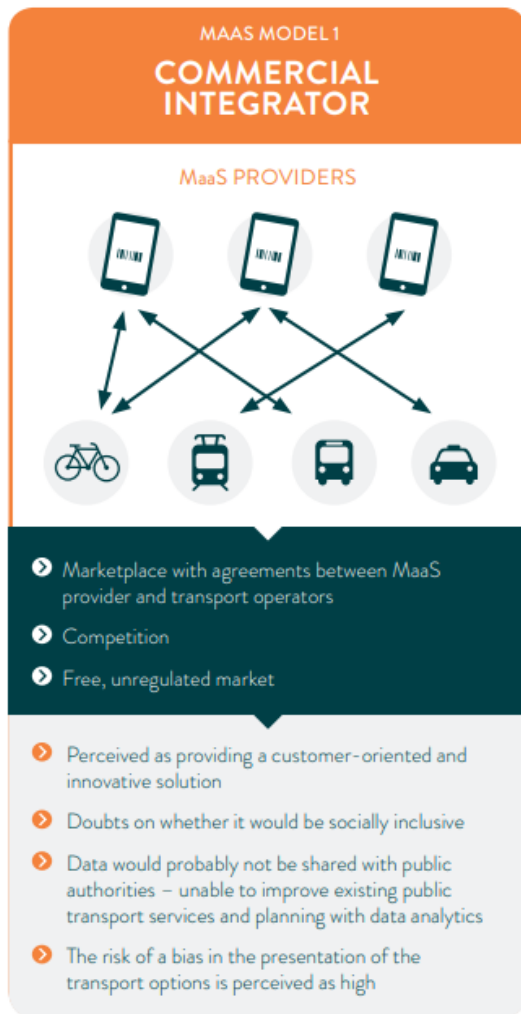 MAAS MODEL 1
COMMERCIAL
INTEGRATOR
MaaS PROVIDERS
Marketplace with agreements between MaaS
provider and transport operators
Competition
Free, unregulated market
Perceived as providing a customer-oriented and
innovative solution
Doubts on whether it would be socially inclusive
Data would probably not be shared with public
authorities – unable to improve existing public
transport services and planning with data analytics
The risk of a bias in the presentation of the
transport options is perceived as high